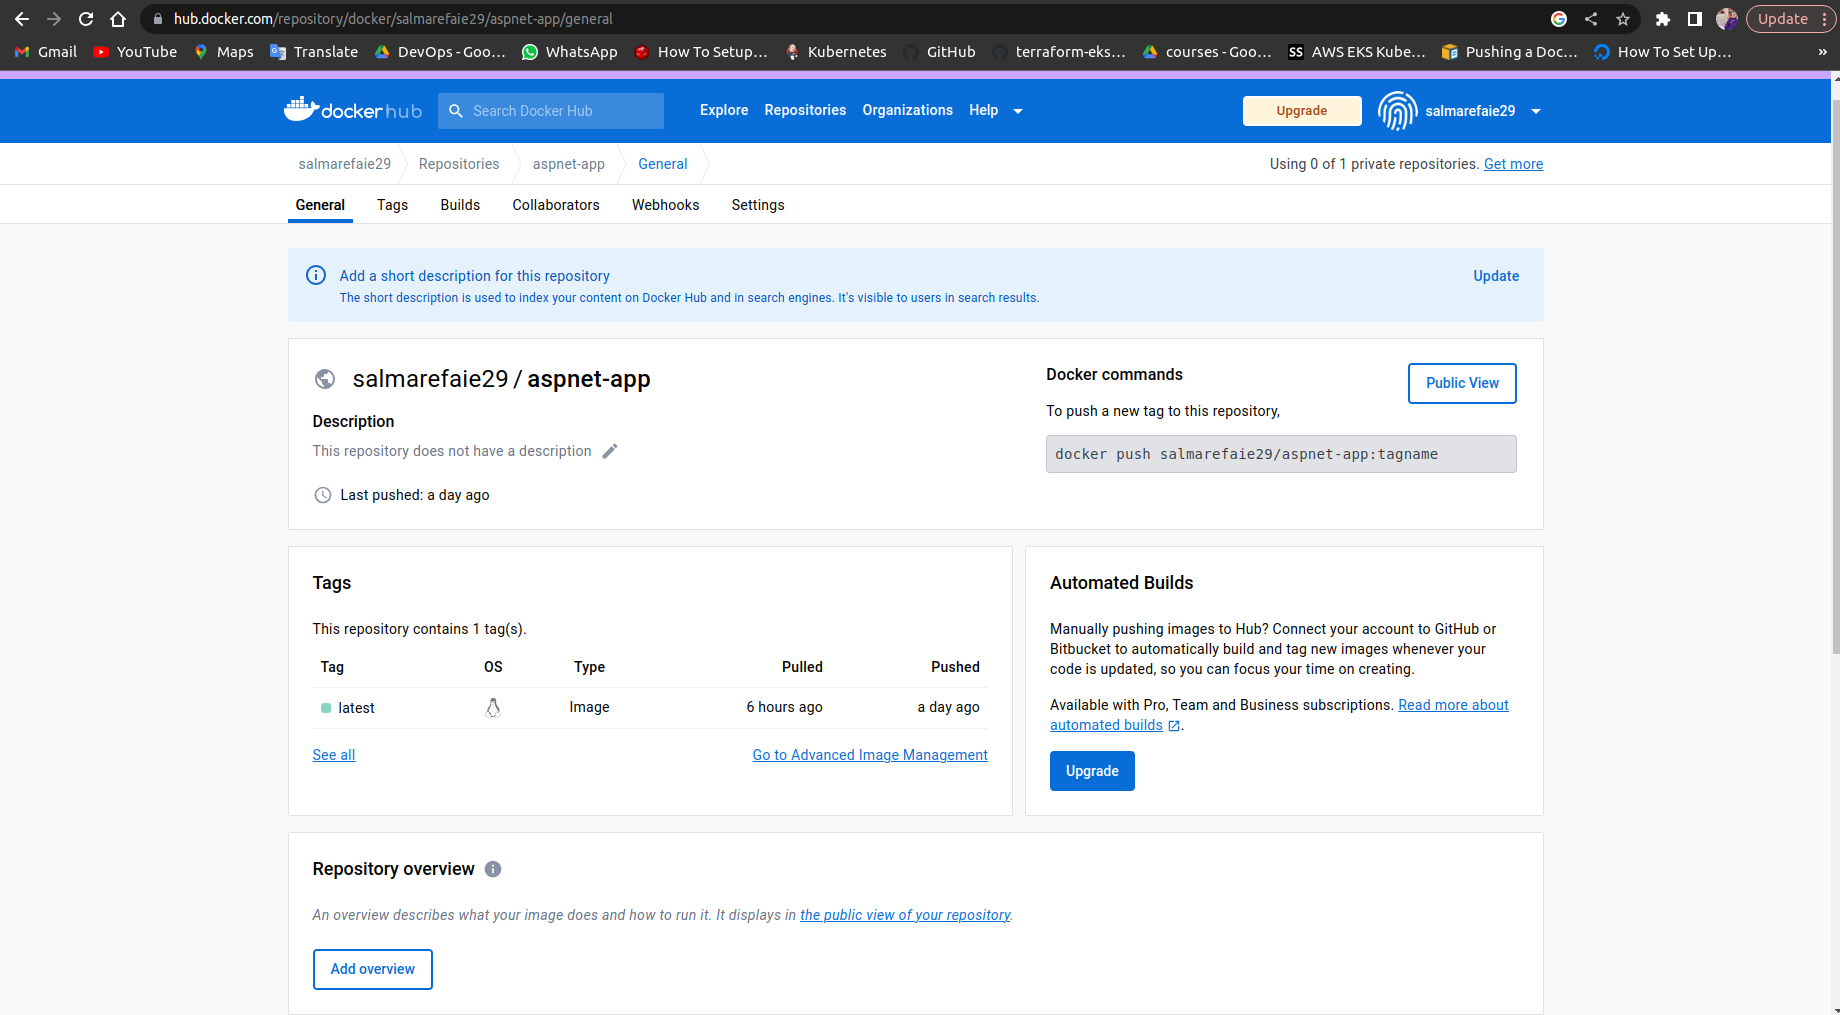 hub.docker.com/repository/docker/salmarefaie29/aspnet-app/general
Update
Gmail YouTube Maps Translate DevOps - Goo... WhatsApp How To Setup... Kubernetes GitHub terraform-eks... courses - Goo... AWS EKS Kube... Pushing a Doc... How To Set Up... »
dockerhub Search Docker Hub Explore Repositories Organizations Help Upgrade salmarefaie29
salmarefaie29 Repositories aspnet-app General Using 0 of 1 private repositories. Get more
General Tags Builds Collaborators Webhooks Settings
Add a short description for this repository Update
The short description is used to index your content on Docker Hub and in search engines. It's visible to users in search results.
salmarefaie29 / aspnet-app
Description
This repository does not have a description
Last pushed: a day ago
Docker commands
Public View
To push a new tag to this repository,
docker push salmarefaie29/aspnet-app:tagname
Tags
This repository contains 1 tag(s).
Tag OS Type Pulled Pushed
latest Image 6 hours ago a day ago
See all Go to Advanced Image Management
Automated Builds
Manually pushing images to Hub? Connect your account to GitHub or
Bitbucket to automatically build and tag new images whenever your
code is updated, so you can focus your time on creating.
Available with Pro, Team and Business subscriptions. Read more about
automated builds.
Upgrade
Repository overview
An overview describes what your image does and how to run it. It displays in the public view of your repository.
Add overview